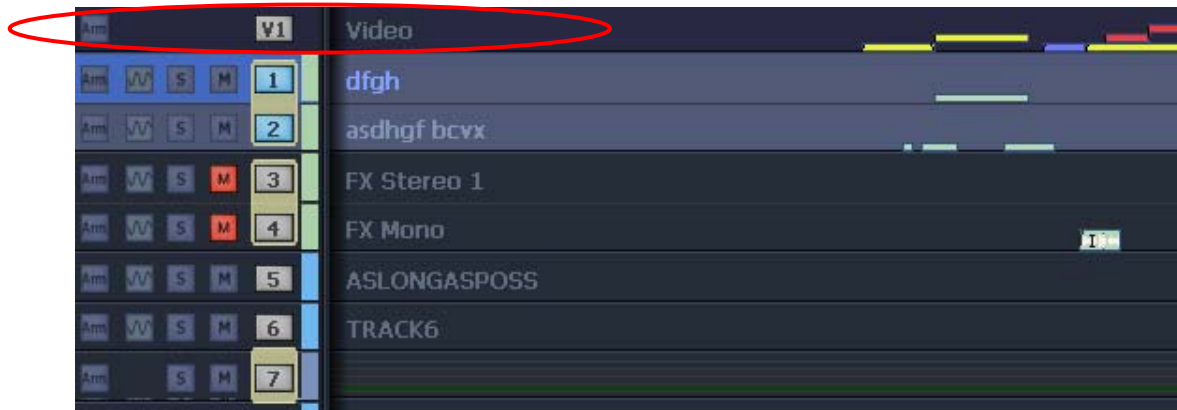 Arm V1 Video
Arm S M 1 dfgh
Arm S M 2 asdhgf bcvx
Arm S M 3 FX Stereo 1
Arm S M 4 FX Mono I
Arm S M 5 ASLONGASPOSS
Arm S M 6 TRACK6
Arm S M 7